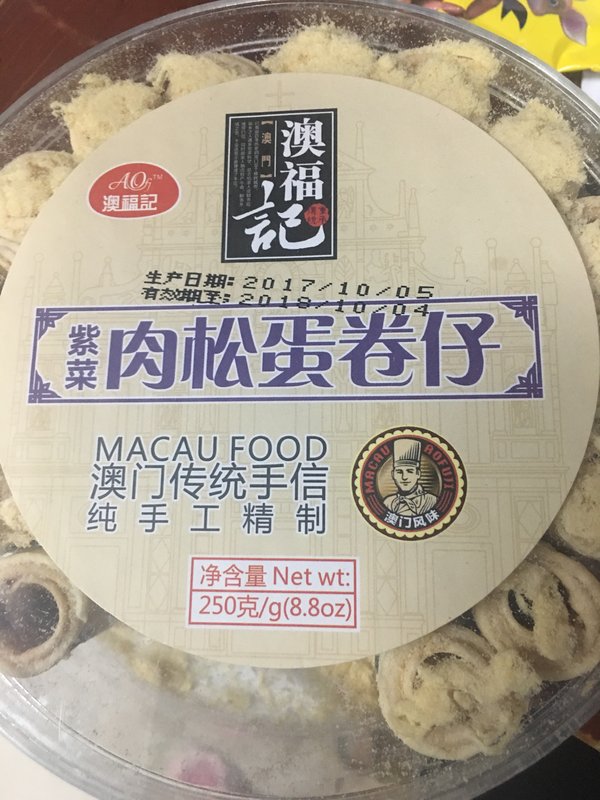 AOfj™
澳福記
【澳門】
澳福記
生产日期: 2017/10/05
有效期至: 2018/10/04
紫菜
肉松蛋卷仔
MACAU FOOD
澳门传统手信
纯手工精制
MACAU AOFUJI
澳门风味
净含量 Net wt:
250克/g(8.8oz)